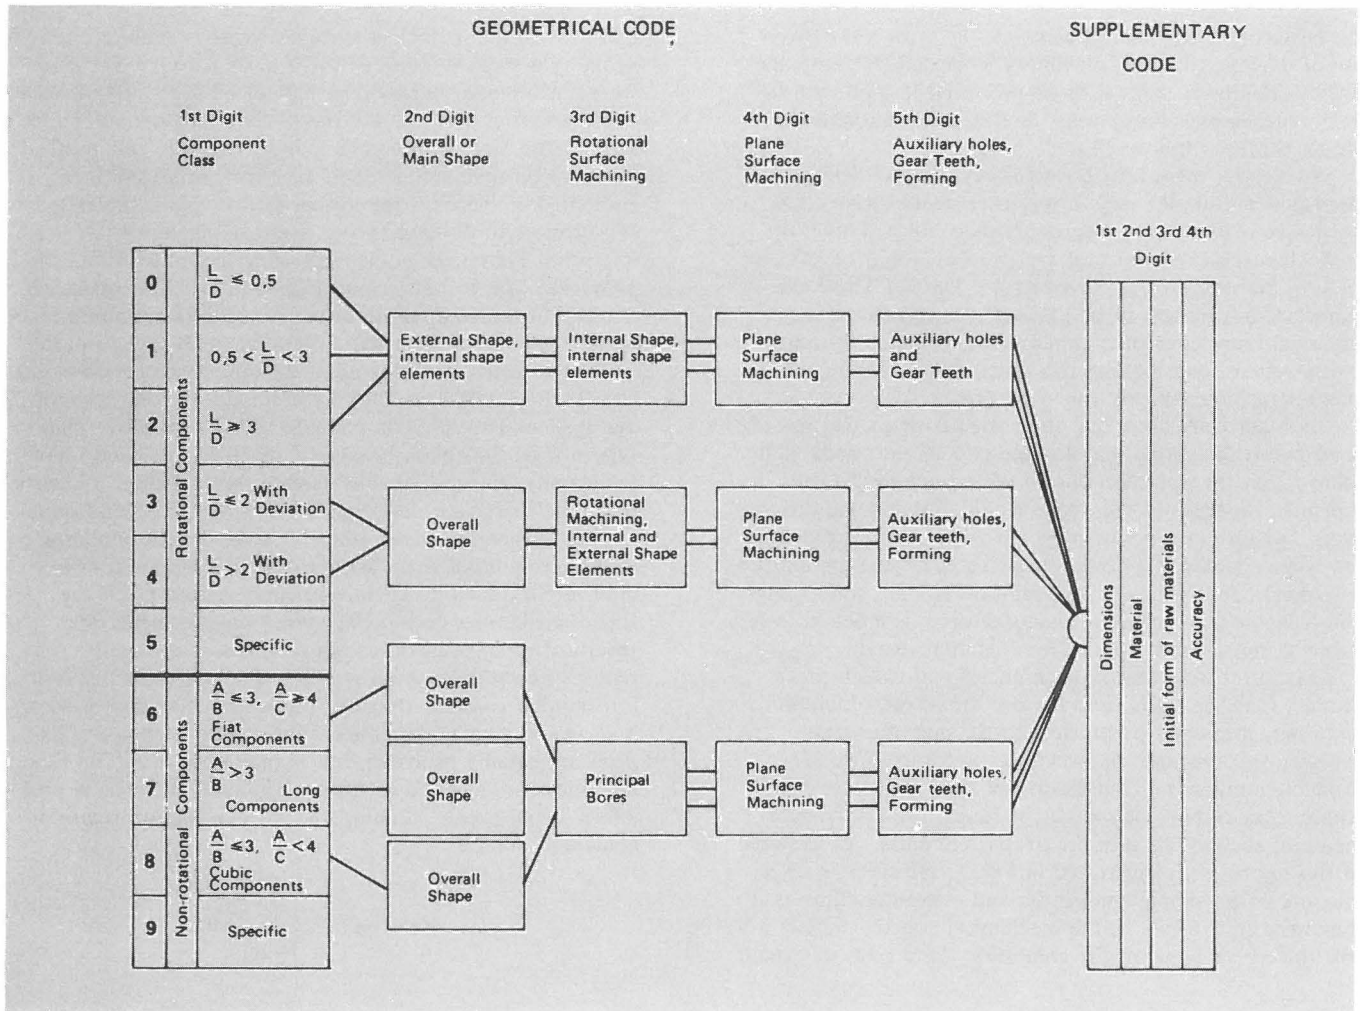 GEOMETRICAL CODE
SUPPLEMENTARY
CODE
1st Digit
Component
Class
2nd Digit
Overall or
Main Shape
3rd Digit
Rotational
Surface
Machining
4th Digit
Plane
Surface
Machining
5th Digit
Auxiliary holes,
Gear Teeth,
Forming
1st 2nd 3rd 4th
Digit
Rotational Components
0
L/D ≤ 0,5
1
0,5 < L/D < 3
2
L/D ≥ 3
3
L/D ≤ 2 With
Deviation
4
L/D > 2 With
Deviation
5
Specific
Non-rotational Components
6
A/B ≤ 3, A/C ≥ 4
Flat
Components
7
A/B > 3
Long
Components
8
A/B ≤ 3, A/C < 4
Cubic
Components
9
Specific
External Shape,
internal shape
elements
Internal Shape,
internal shape
elements
Plane
Surface
Machining
Auxiliary holes
and
Gear Teeth
Overall
Shape
Rotational
Machining,
Internal and
External Shape
Elements
Plane
Surface
Machining
Auxiliary holes,
Gear teeth,
Forming
Overall
Shape
Overall
Shape
Overall
Shape
Principal
Bores
Plane
Surface
Machining
Auxiliary holes,
Gear teeth,
Forming
Dimensions
Material
Initial form of raw materials
Accuracy